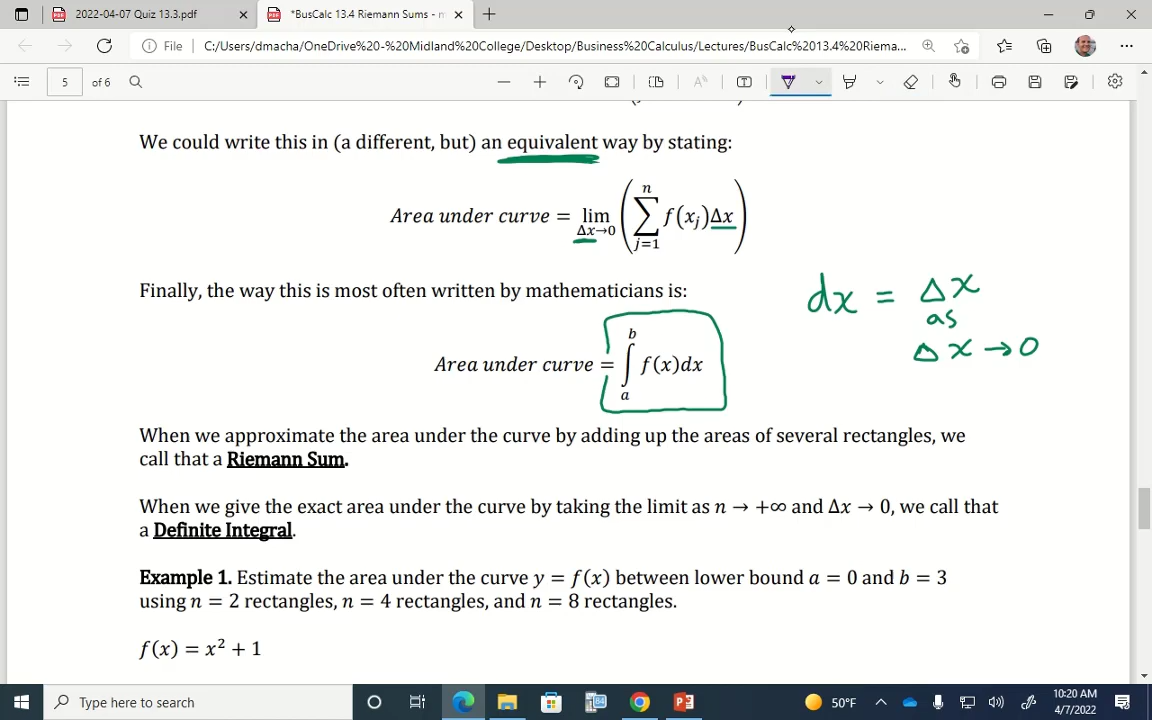 2022-04-07 Quiz 13.3.pdf
*BusCalc 13.4 Riemann Sums - m
File
C:/Users/dmacha/OneDrive%20-%20Midland%20College/Desktop/Business%20Calculus/Lectures/BusCalc%2013.4%20Riema...
5 of 6
We could write this in (a different, but) an equivalent way by stating:
Area under curve = lim Δx→0 (∑ j=1 n f(xⱼ)Δx)
Finally, the way this is most often written by mathematicians is:
dx = Δx
as
Δx → 0
Area under curve = ∫ₐᵇ f(x)dx
When we approximate the area under the curve by adding up the areas of several rectangles, we
call that a Riemann Sum.
When we give the exact area under the curve by taking the limit as n → +∞ and Δx → 0, we call that
a Definite Integral.
Example 1. Estimate the area under the curve y = f(x) between lower bound a = 0 and b = 3
using n = 2 rectangles, n = 4 rectangles, and n = 8 rectangles.
f(x) = x² + 1
Type here to search
50°F
10:20 AM
4/7/2022